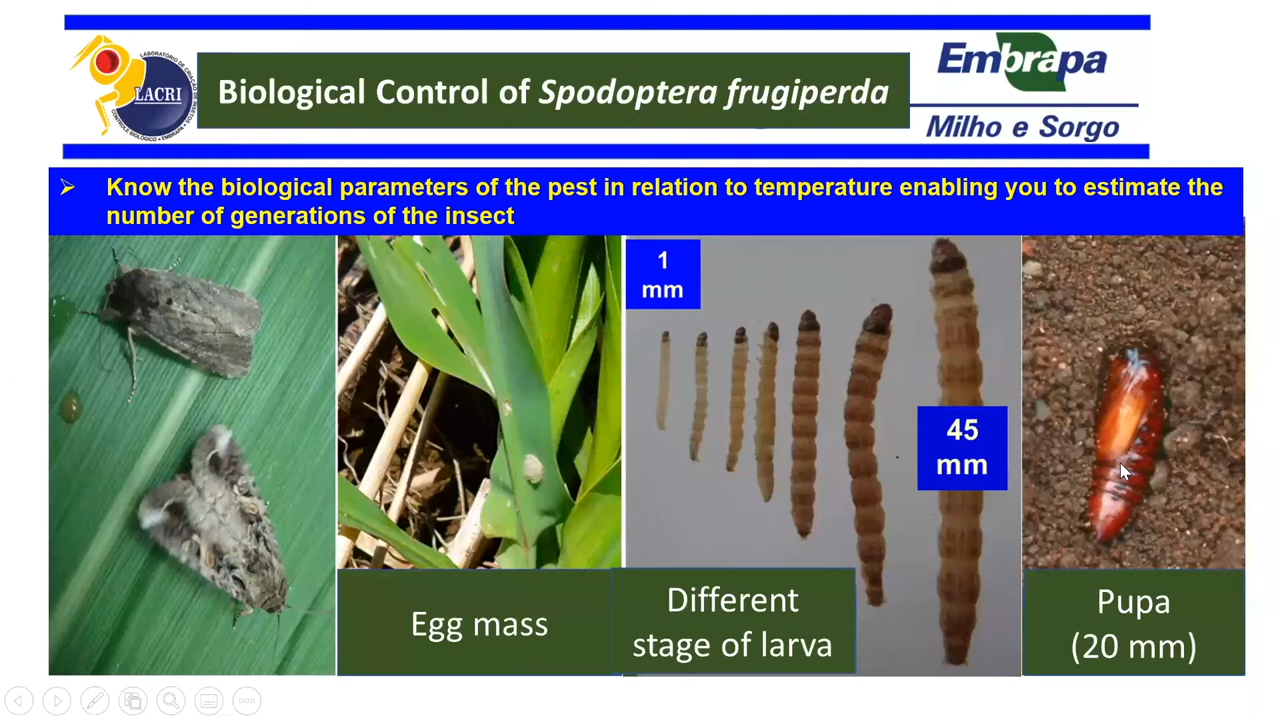 LACRI
Biological Control of Spodoptera frugiperda
Embrapa
Milho e Sorgo
➢ Know the biological parameters of the pest in relation to temperature enabling you to estimate the
number of generations of the insect
1
mm
45
mm
Egg mass
Different
stage of larva
Pupa
(20 mm)